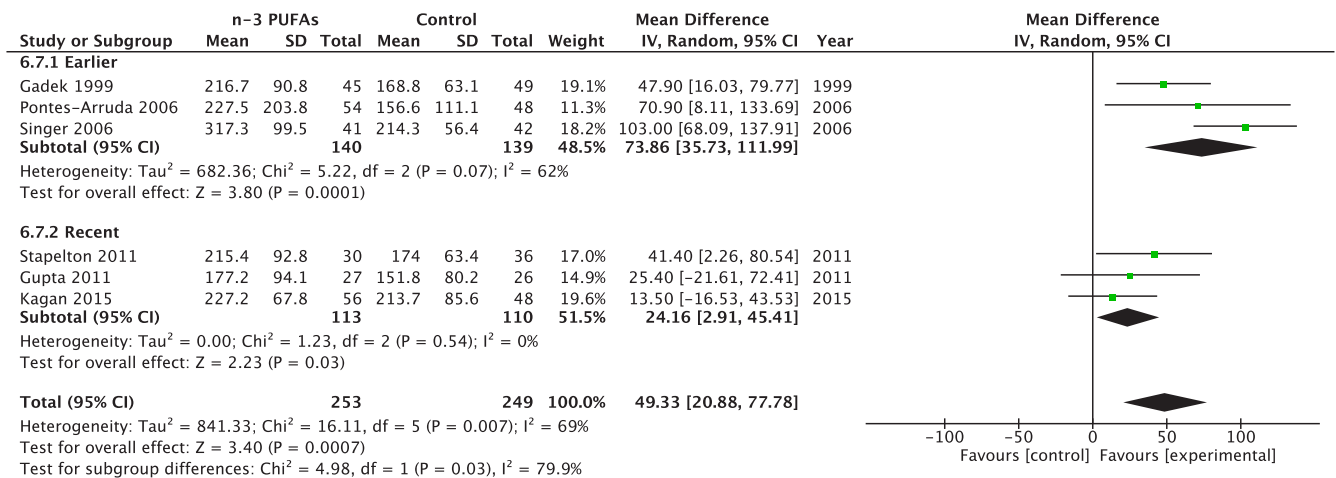 n-3 PUFAs Control Mean Difference Mean Difference
Study or Subgroup Mean SD Total Mean SD Total Weight IV, Random, 95% CI Year IV, Random, 95% CI
6.7.1 Earlier
Gadek 1999 216.7 90.8 45 168.8 63.1 49 19.1% 47.90 [16.03, 79.77] 1999
Pontes-Arruda 2006 227.5 203.8 54 156.6 111.1 48 11.3% 70.90 [8.11, 133.69] 2006
Singer 2006 317.3 99.5 41 214.3 56.4 42 18.2% 103.00 [68.09, 137.91] 2006
Subtotal (95% CI) 140 139 48.5% 73.86 [35.73, 111.99]
Heterogeneity: Tau² = 682.36; Chi² = 5.22, df = 2 (P = 0.07); I² = 62%
Test for overall effect: Z = 3.80 (P = 0.0001)
6.7.2 Recent
Stapelton 2011 215.4 92.8 30 174 63.4 36 17.0% 41.40 [2.26, 80.54] 2011
Gupta 2011 177.2 94.1 27 151.8 80.2 26 14.9% 25.40 [-21.61, 72.41] 2011
Kagan 2015 227.2 67.8 56 213.7 85.6 48 19.6% 13.50 [-16.53, 43.53] 2015
Subtotal (95% CI) 113 110 51.5% 24.16 [2.91, 45.41]
Heterogeneity: Tau² = 0.00; Chi² = 1.23, df = 2 (P = 0.54); I² = 0%
Test for overall effect: Z = 2.23 (P = 0.03)
Total (95% CI) 253 249 100.0% 49.33 [20.88, 77.78]
Heterogeneity: Tau² = 841.33; Chi² = 16.11, df = 5 (P = 0.007); I² = 69%
Test for overall effect: Z = 3.40 (P = 0.0007)
Test for subgroup differences: Chi² = 4.98, df = 1 (P = 0.03), I² = 79.9%
-100 -50 0 50 100
Favours [control] Favours [experimental]